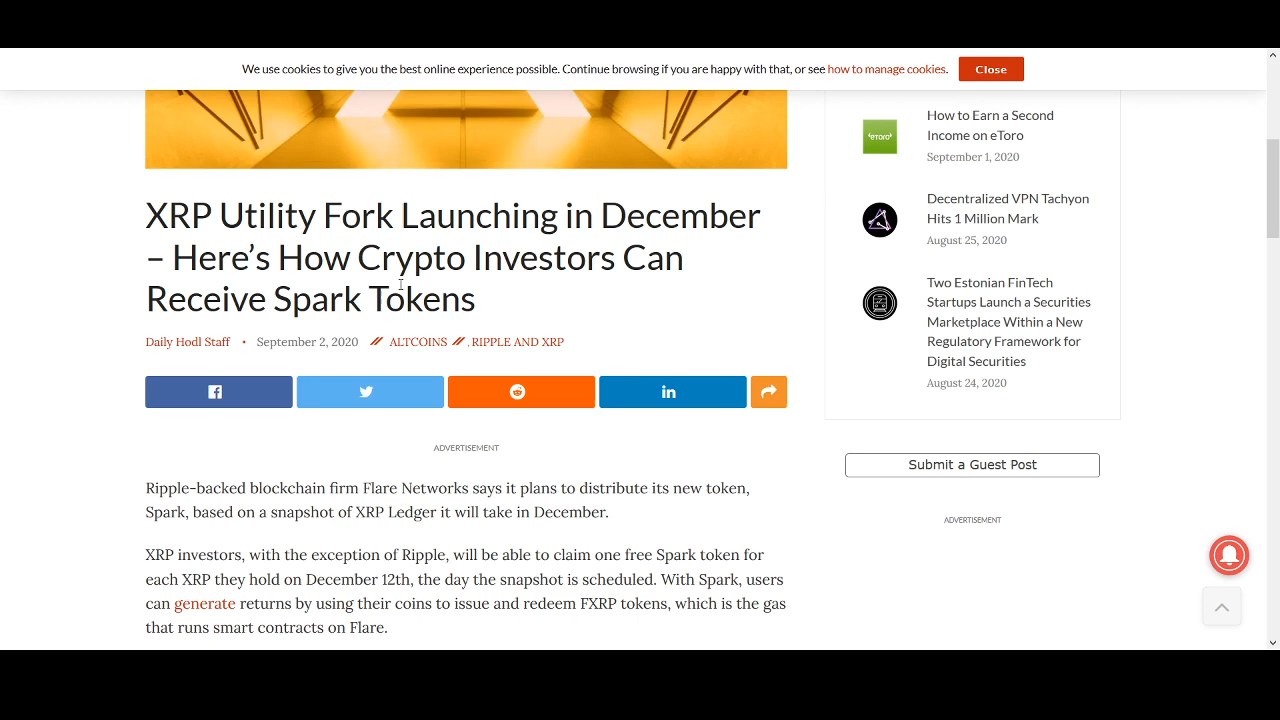 We use cookies to give you the best online experience possible. Continue browsing if you are happy with that, or see how to manage cookies.
Close
XRP Utility Fork Launching in December
– Here's How Crypto Investors Can
Receive Spark Tokens
Daily Hodl Staff • September 2, 2020 // ALTCOINS // , RIPPLE AND XRP
ADVERTISEMENT
Ripple-backed blockchain firm Flare Networks says it plans to distribute its new token,
Spark, based on a snapshot of XRP Ledger it will take in December.
XRP investors, with the exception of Ripple, will be able to claim one free Spark token for
each XRP they hold on December 12th, the day the snapshot is scheduled. With Spark, users
can generate returns by using their coins to issue and redeem FXRP tokens, which is the gas
that runs smart contracts on Flare.
eToro
How to Earn a Second
Income on eToro
September 1, 2020
Decentralized VPN Tachyon
Hits 1 Million Mark
August 25, 2020
Two Estonian FinTech
Startups Launch a Securities
Marketplace Within a New
Regulatory Framework for
Digital Securities
August 24, 2020
Submit a Guest Post
ADVERTISEMENT